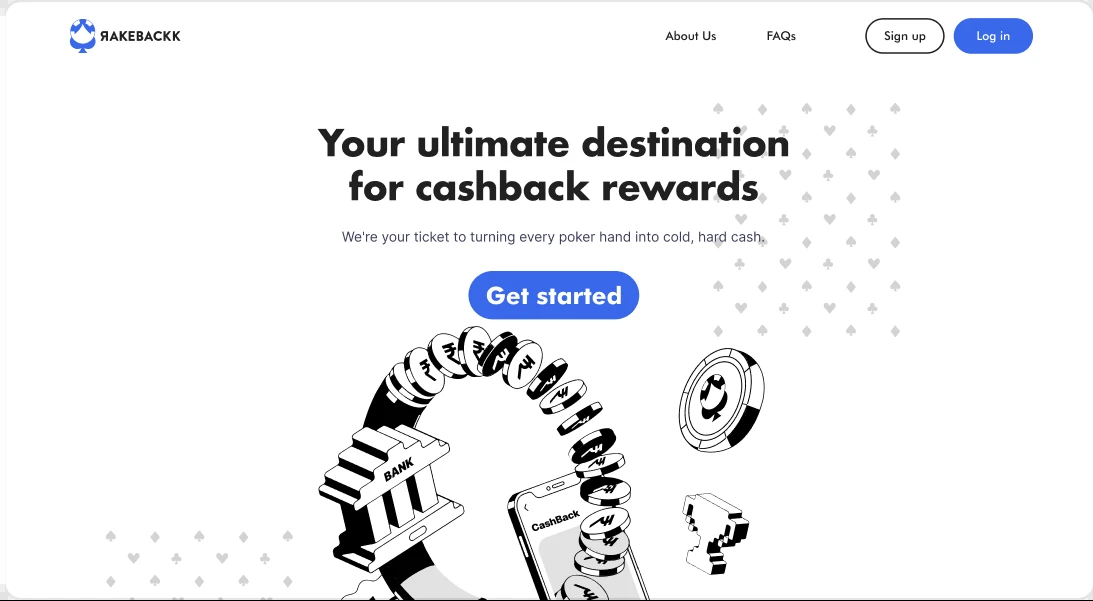 ЯAKEBACKK
About Us
FAQs
Sign up
Log in
Your ultimate destination
for cashback rewards
We're your ticket to turning every poker hand into cold, hard cash.
Get started
BANK
CashBack